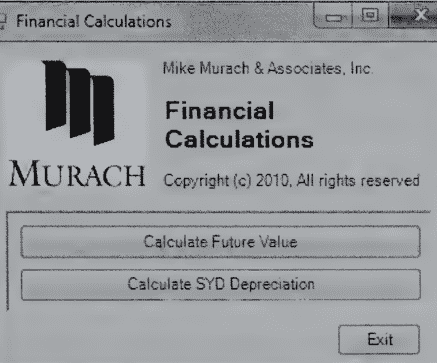 Financial Calculations
Mike Murach & Associates, Inc.
Financial
Calculations
MURACH
Copyright (c) 2010, All rights reserved
Calculate Future Value
Calculate SYD Depreciation
Exit